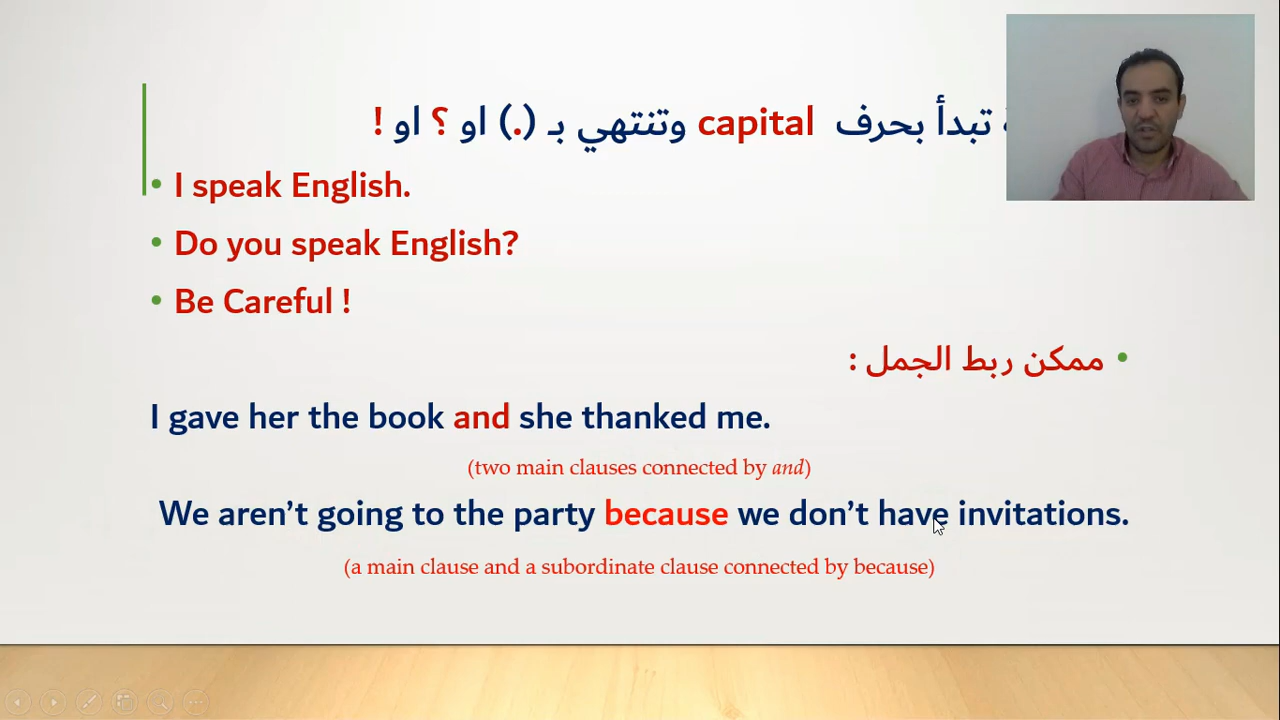 تبدأ بحرف capital وتنتهي بـ (.) او ؟ او !
• I speak English.
• Do you speak English?
• Be Careful !
• ممكن ربط الجمل :
I gave her the book and she thanked me.
(two main clauses connected by and)
We aren’t going to the party because we don’t have invitations.
(a main clause and a subordinate clause connected by because)